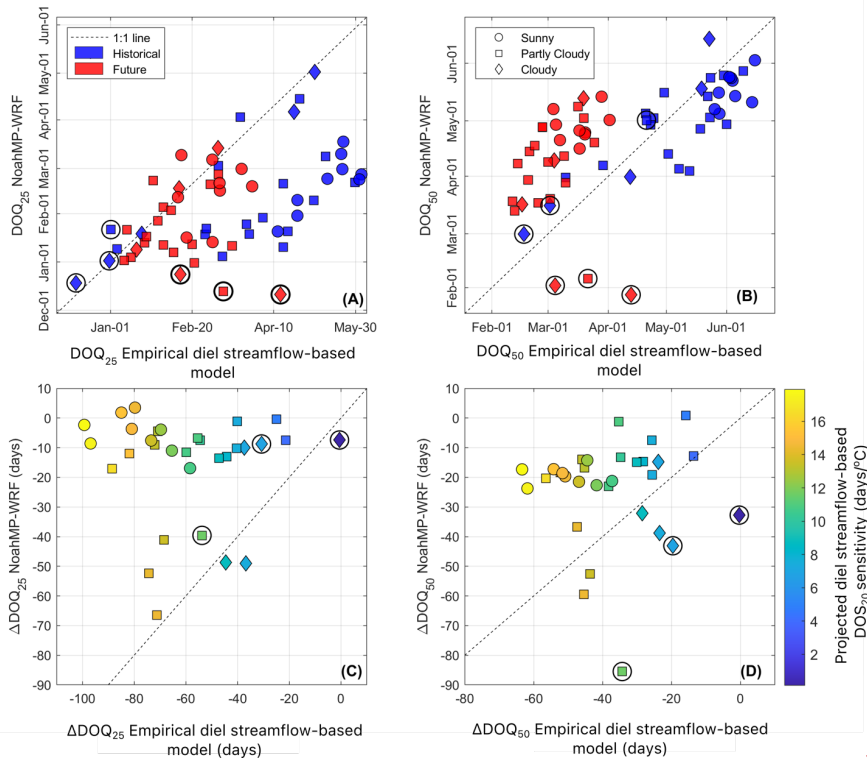 1:1 line
Historical
Future
(A)
DOQ25 NoahMP-WRF
Jun-01
May-01
Apr-01
Mar-01
Feb-01
Jan-01
Dec-01
Jan-01 Feb-20 Apr-10 May-30
DOQ25 Empirical diel streamflow-based
model
Sunny
Partly Cloudy
Cloudy
(B)
DOQ50 NoahMP-WRF
Jun-01
May-01
Apr-01
Mar-01
Feb-01
Feb-01 Mar-01 Apr-01 May-01 Jun-01
DOQ50 Empirical diel streamflow-based
model
(C)
ΔDOQ25 NoahMP-WRF (days)
10
0
-10
-20
-30
-40
-50
-60
-70
-80
-90
-100 -80 -60 -40 -20 0
ΔDOQ25 Empirical diel streamflow-based
model (days)
(D)
ΔDOQ50 NoahMP-WRF (days)
10
0
-10
-20
-30
-40
-50
-60
-70
-80
-90
-80 -60 -40 -20 0
ΔDOQ50 Empirical diel streamflow-based
model (days)
16
14
12
10
8
6
4
2
Projected diel streamflow-based
DOS20 sensitivity (days/°C)